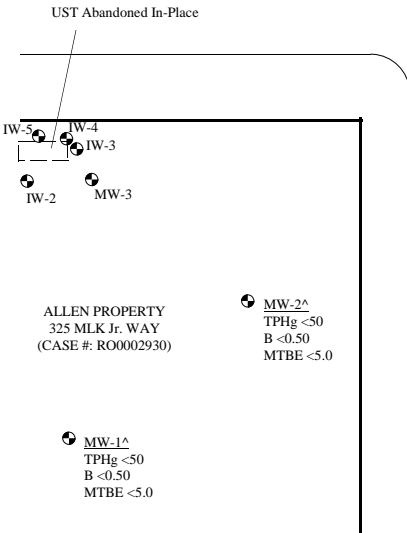 UST Abandoned In-Place
IW-5
IW-4
IW-3
IW-2
MW-3
ALLEN PROPERTY
325 MLK Jr. WAY
(CASE #: RO0002930)
MW-2^
TPHg <50
B <0.50
MTBE <5.0
MW-1^
TPHg <50
B <0.50
MTBE <5.0